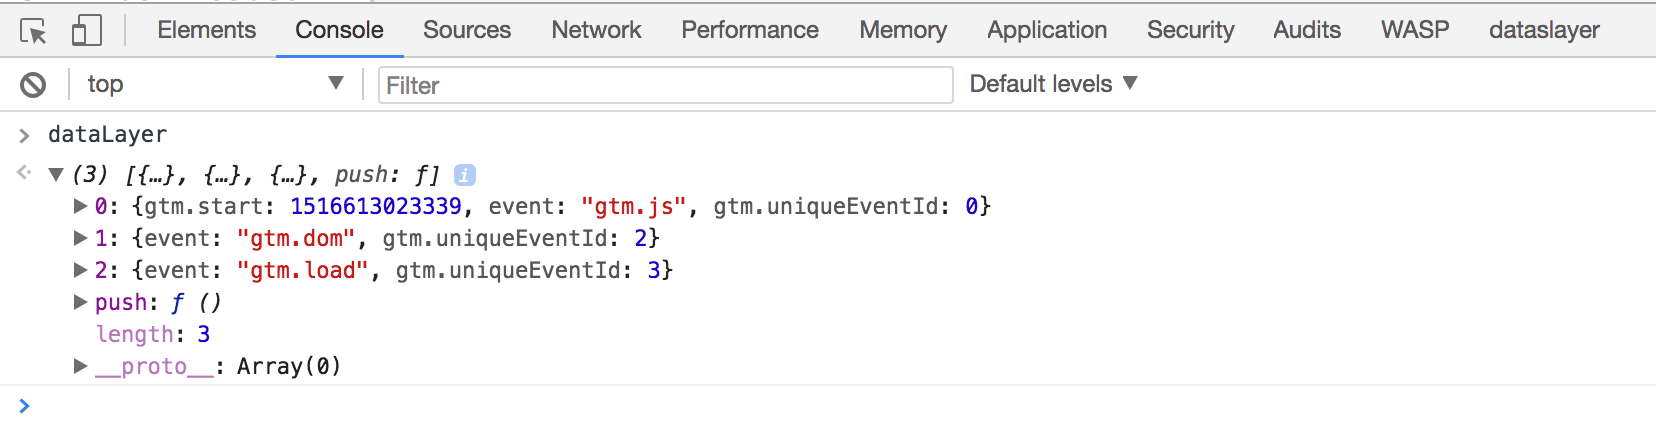 Elements Console Sources Network Performance Memory Application Security Audits WASP dataslayer
top Filter Default levels
dataLayer
(3) [{…}, {…}, {…}, push: ƒ] i
0: {gtm.start: 1516613023339, event: "gtm.js", gtm.uniqueEventId: 0}
1: {event: "gtm.dom", gtm.uniqueEventId: 2}
2: {event: "gtm.load", gtm.uniqueEventId: 3}
push: ƒ ()
length: 3
__proto__: Array(0)